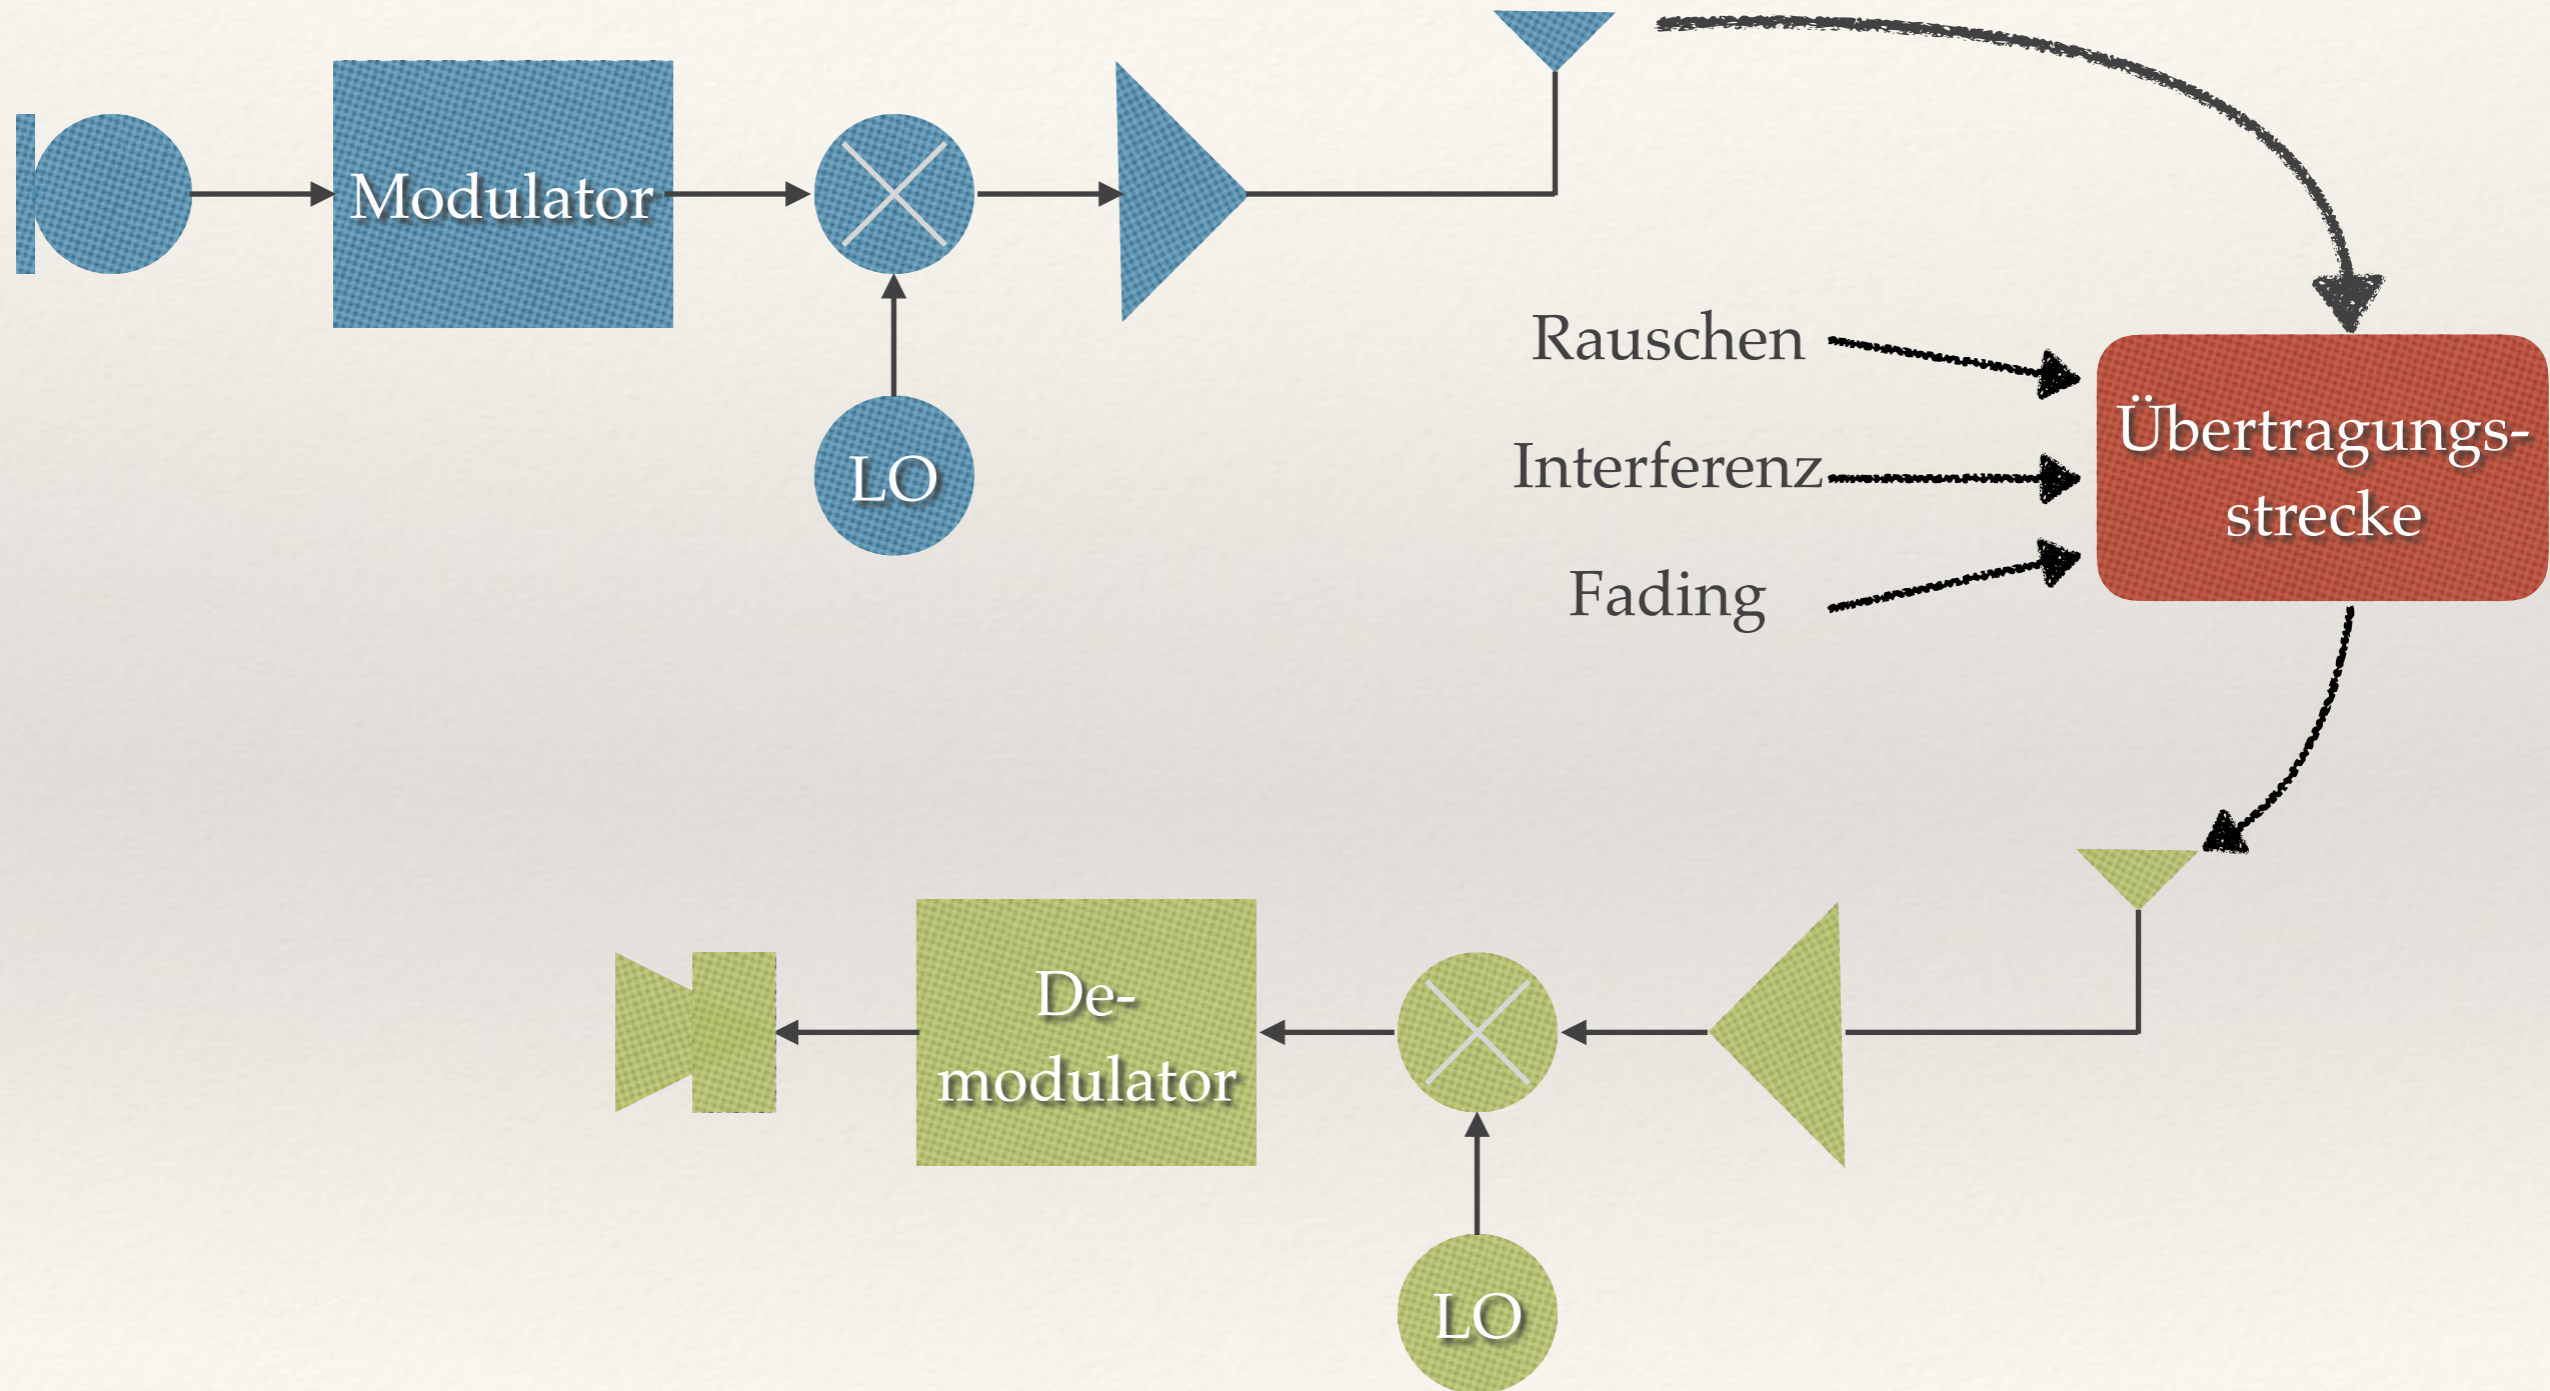 Modulator
LO
Rauschen
Interferenz
Fading
Übertragungs-
strecke
De-
modulator
LO